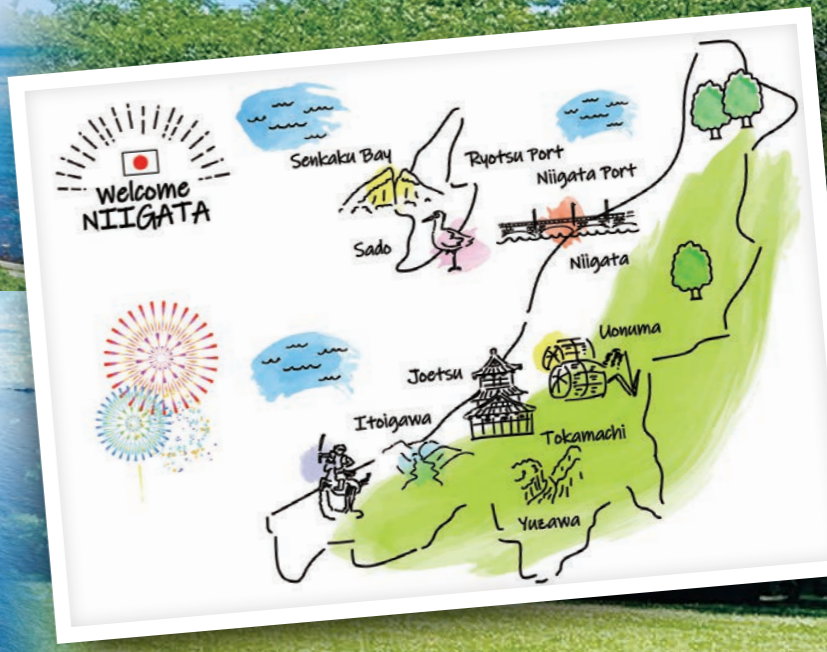 Welcome
NIIGATA
Senkaku Bay
Ryotsu Port
Niigata Port
Sado
Niigata
Uonuma
Joetsu
Itoigawa
Tokamachi
Yuzawa